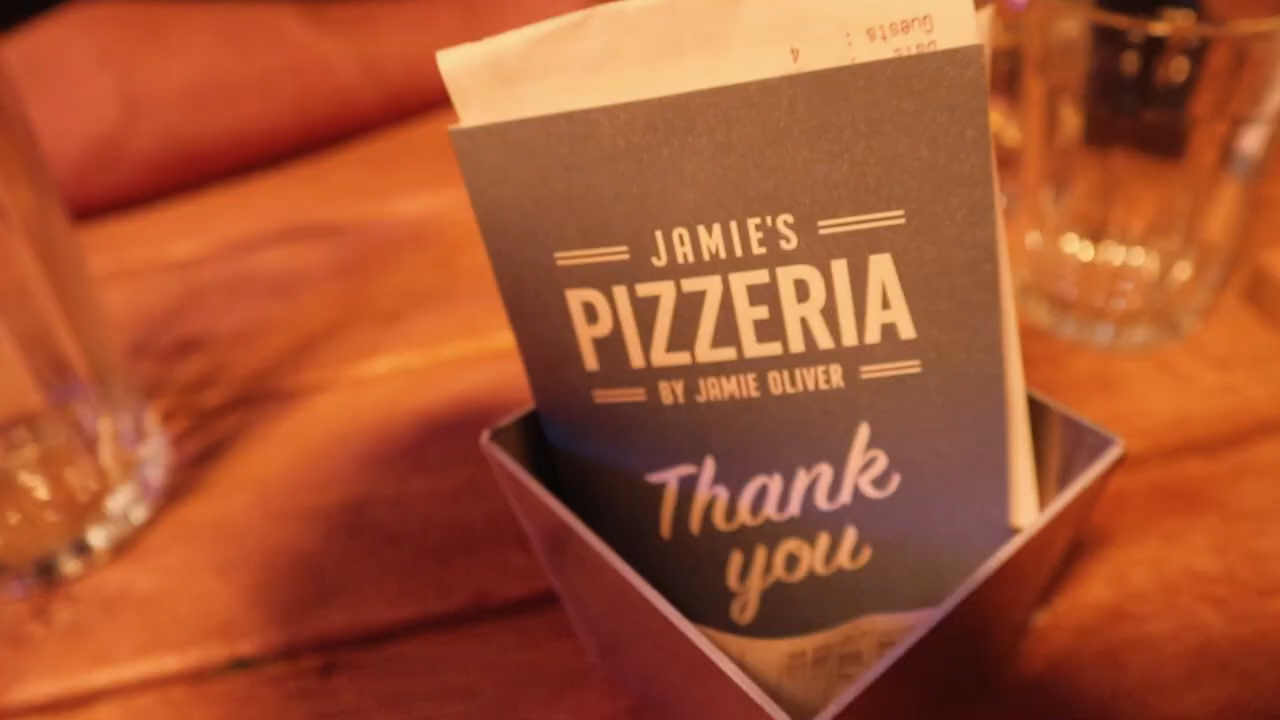 Guests : 4
JAMIE'S
PIZZERIA
BY JAMIE OLIVER
Thank
you